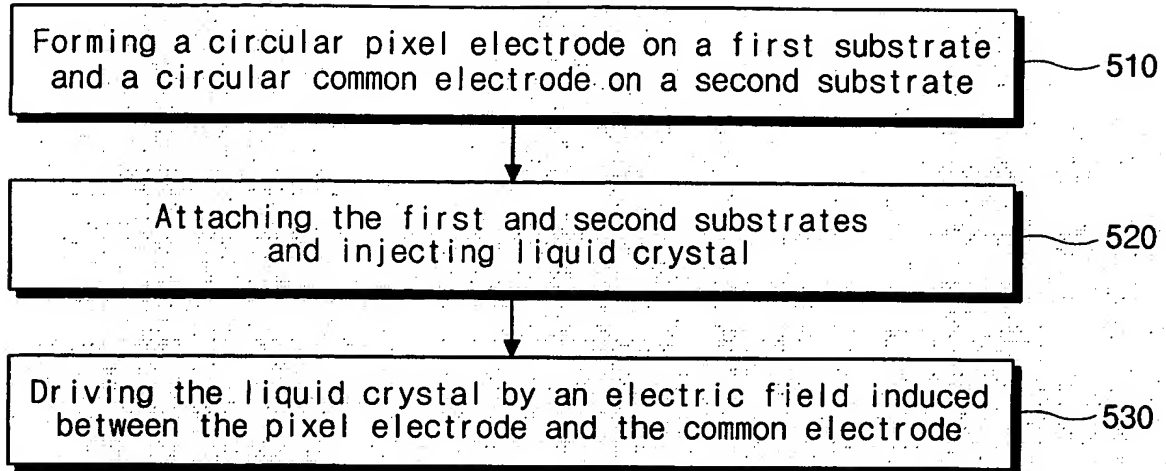 Forming a circular pixel electrode on a first substrate
and a circular common electrode on a second substrate
510
Attaching the first and second substrates
and injecting liquid crystal
520
Driving the liquid crystal by an electric field induced
between the pixel electrode and the common electrode
530